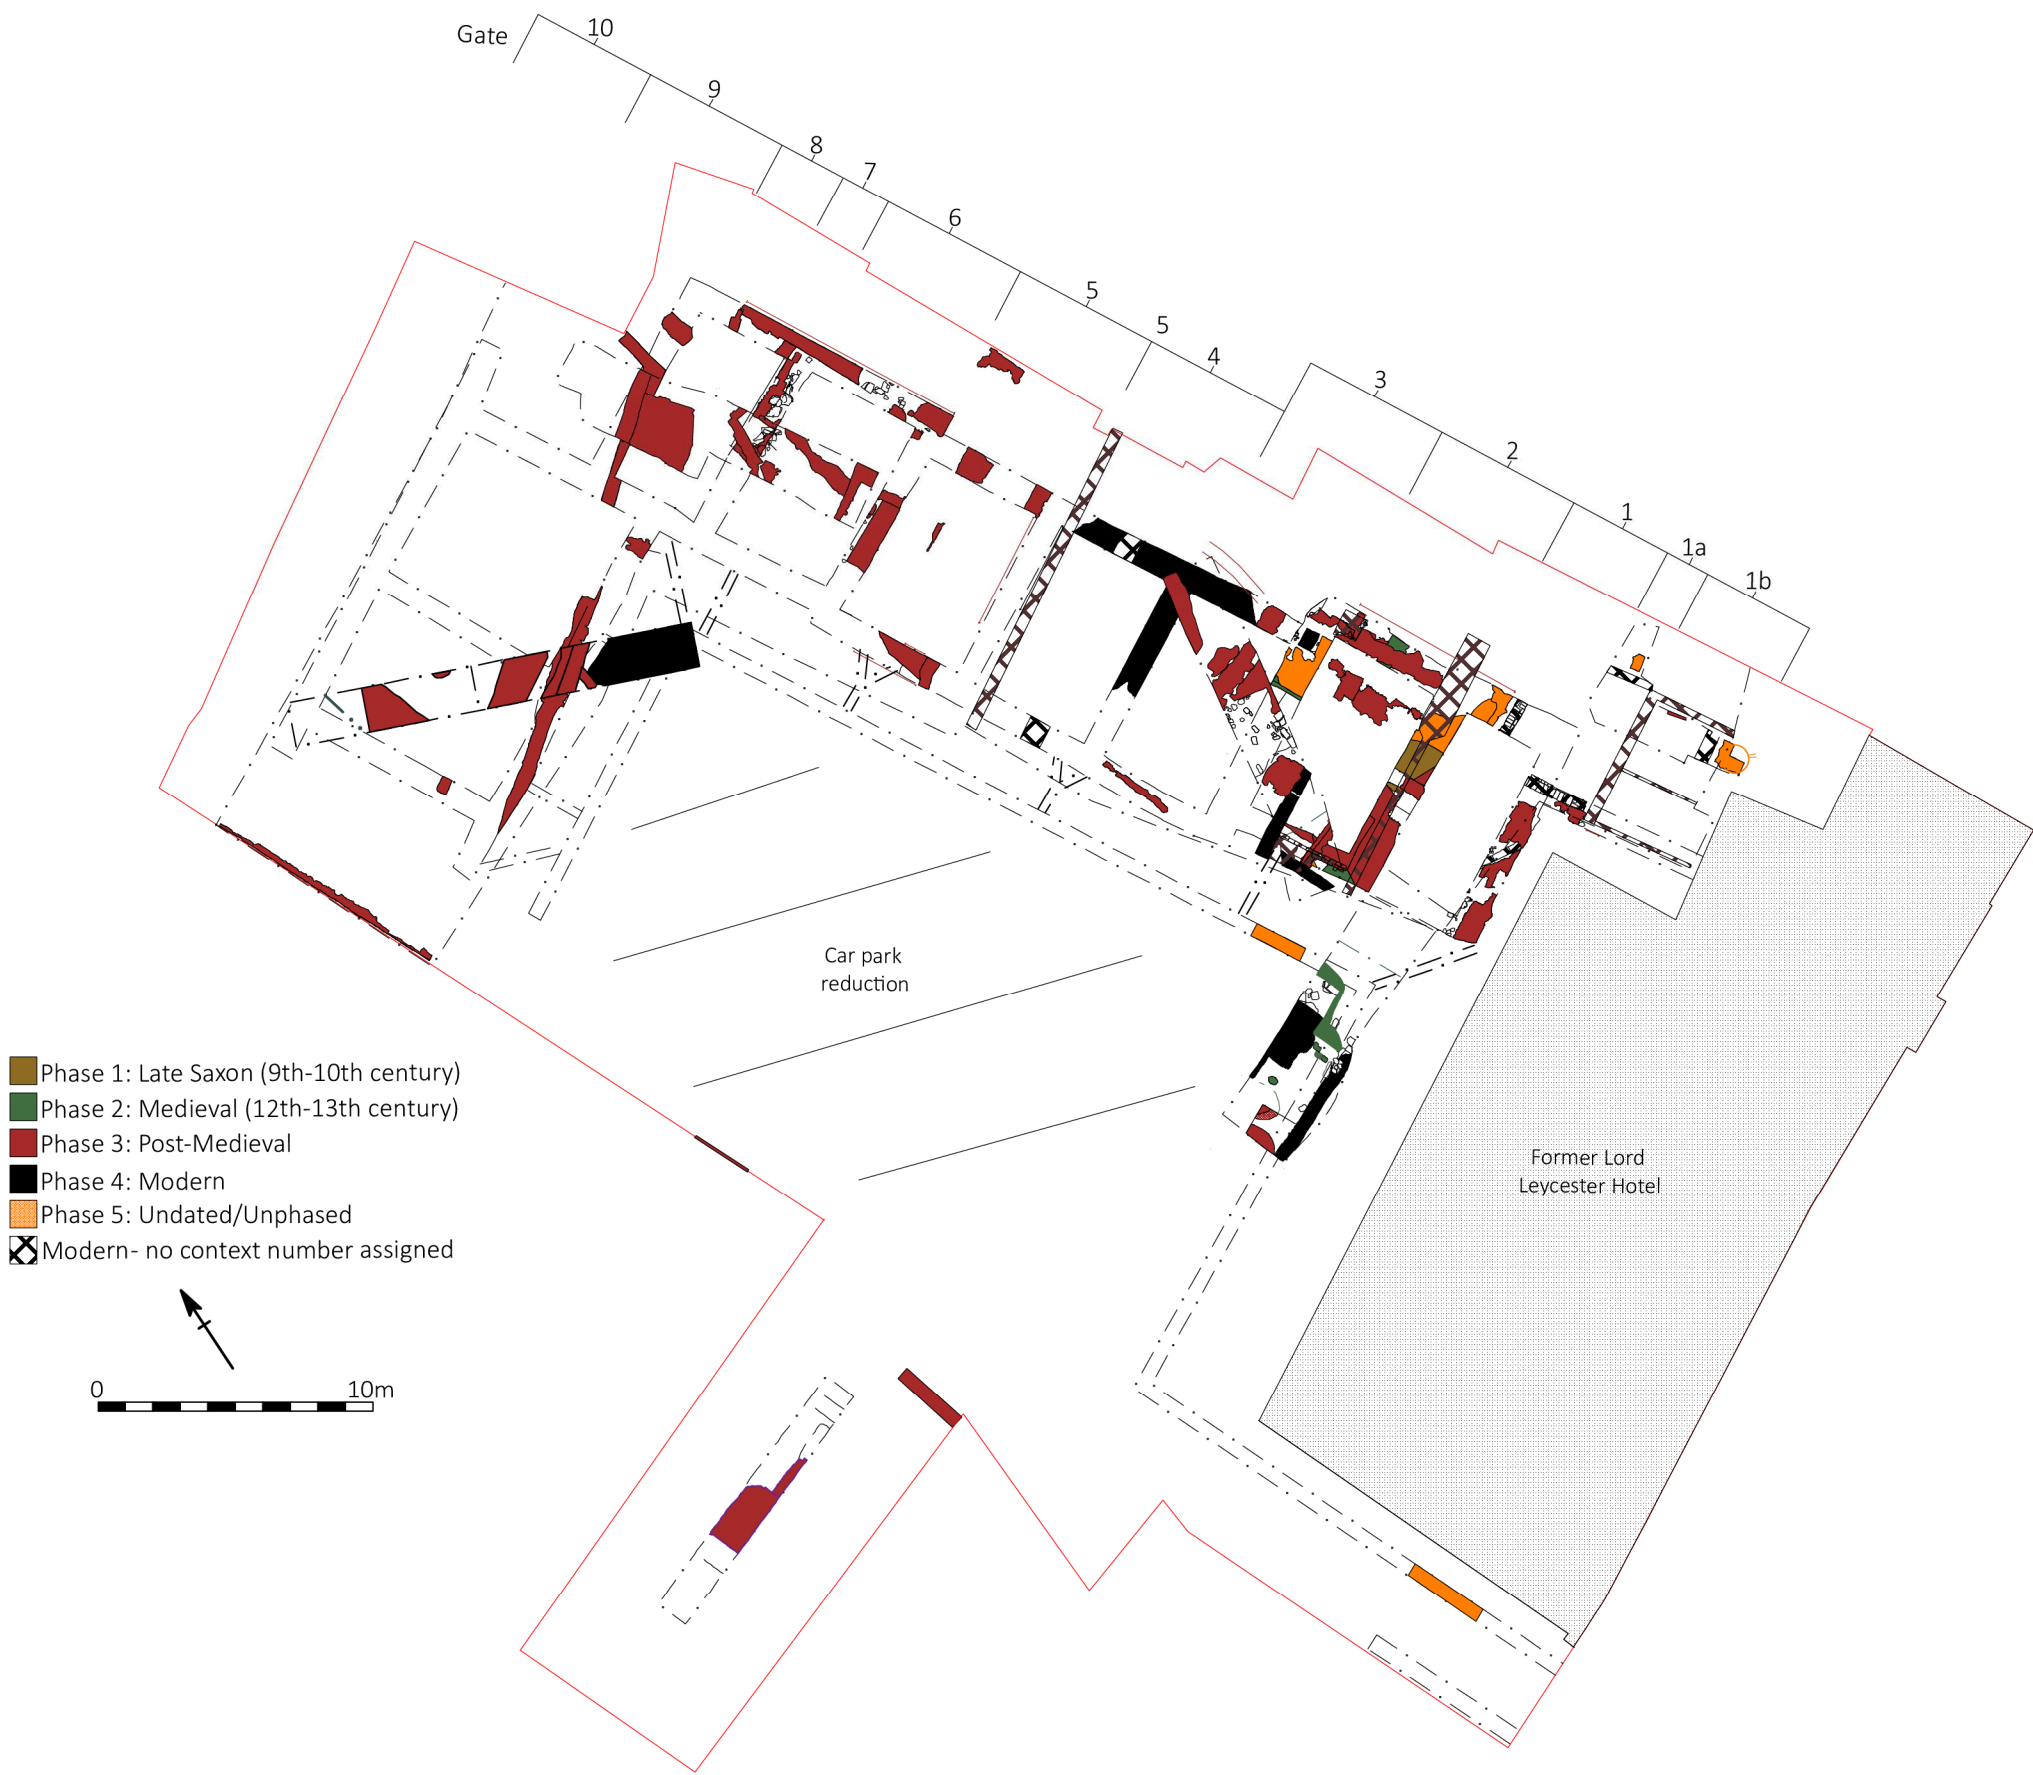 Gate
10
9
8
7
6
5
5
4
3
2
1
1a
1b
Car park
reduction
Phase 1: Late Saxon (9th-10th century)
Phase 2: Medieval (12th-13th century)
Phase 3: Post-Medieval
Phase 4: Modern
Phase 5: Undated/Unphased
Modern- no context number assigned
Former Lord
Leycester Hotel
0
10m